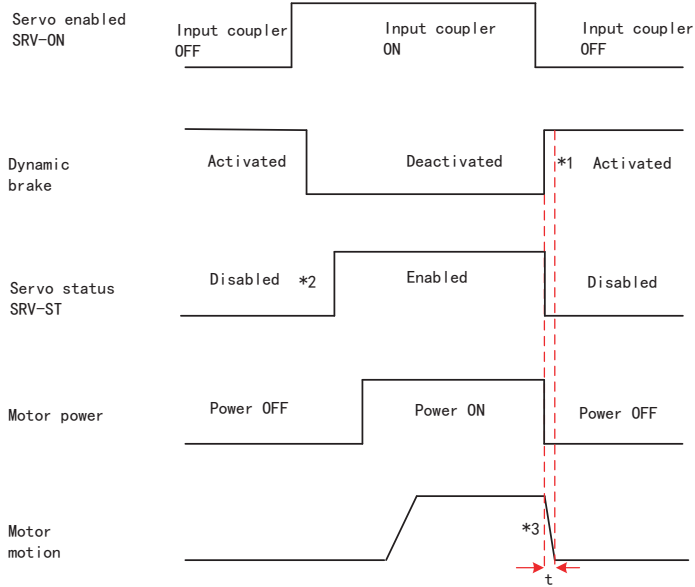 Servo enabled
SRV-ON
Input coupler
OFF
Input coupler
ON
Input coupler
OFF
Dynamic
brake
Activated
Deactivated
*1 Activated
Servo status
SRV-ST
Disabled *2
Enabled
Disabled
Motor power
Power OFF
Power ON
Power OFF
Motor
motion
*3
t